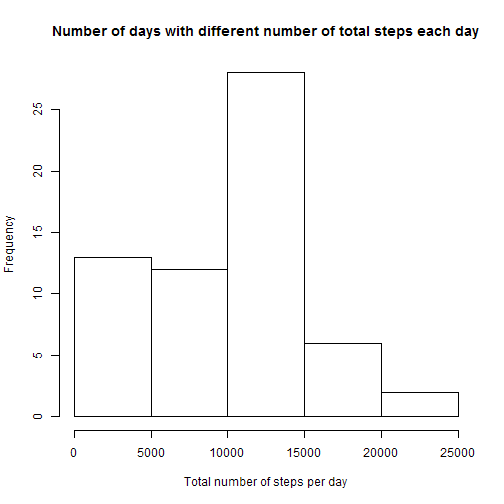 Number of days with different number of total steps each day
Frequency
25
20
15
10
5
0
0 5000 10000 15000 20000 25000
Total number of steps per day